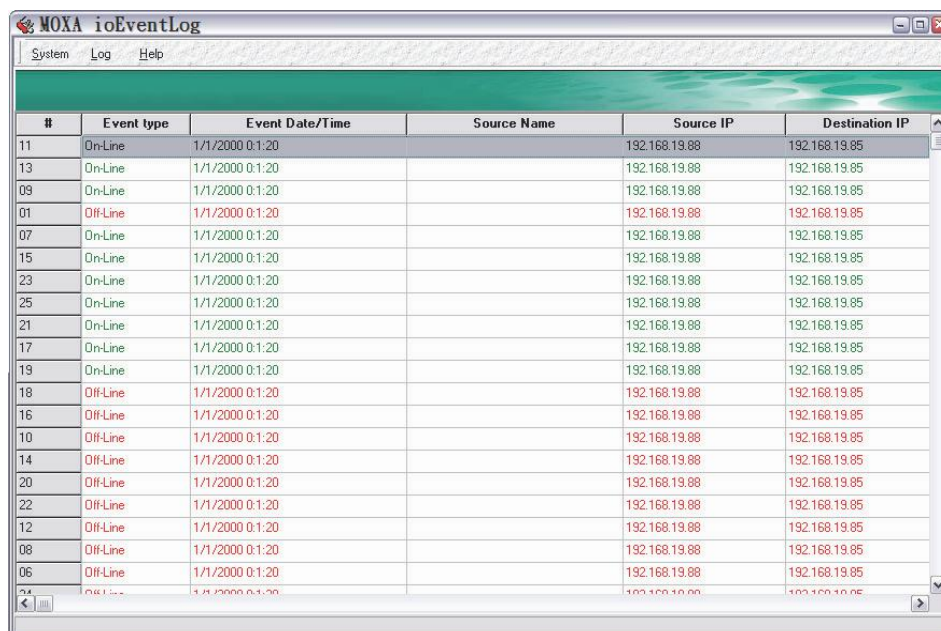 MOXA ioEventLog
System Log Help
# Event type Event Date/Time Source Name Source IP Destination IP
11 On-Line 1/1/2000 0:1:20 192.168.19.88 192.168.19.85
13 On-Line 1/1/2000 0:1:20 192.168.19.88 192.168.19.85
09 On-Line 1/1/2000 0:1:20 192.168.19.88 192.168.19.85
01 Off-Line 1/1/2000 0:1:20 192.168.19.88 192.168.19.85
07 On-Line 1/1/2000 0:1:20 192.168.19.88 192.168.19.85
15 On-Line 1/1/2000 0:1:20 192.168.19.88 192.168.19.85
23 On-Line 1/1/2000 0:1:20 192.168.19.88 192.168.19.85
25 On-Line 1/1/2000 0:1:20 192.168.19.88 192.168.19.85
21 On-Line 1/1/2000 0:1:20 192.168.19.88 192.168.19.85
17 On-Line 1/1/2000 0:1:20 192.168.19.88 192.168.19.85
19 On-Line 1/1/2000 0:1:20 192.168.19.88 192.168.19.85
18 Off-Line 1/1/2000 0:1:20 192.168.19.88 192.168.19.85
16 Off-Line 1/1/2000 0:1:20 192.168.19.88 192.168.19.85
10 Off-Line 1/1/2000 0:1:20 192.168.19.88 192.168.19.85
14 Off-Line 1/1/2000 0:1:20 192.168.19.88 192.168.19.85
20 Off-Line 1/1/2000 0:1:20 192.168.19.88 192.168.19.85
22 Off-Line 1/1/2000 0:1:20 192.168.19.88 192.168.19.85
12 Off-Line 1/1/2000 0:1:20 192.168.19.88 192.168.19.85
08 Off-Line 1/1/2000 0:1:20 192.168.19.88 192.168.19.85
06 Off-Line 1/1/2000 0:1:20 192.168.19.88 192.168.19.85